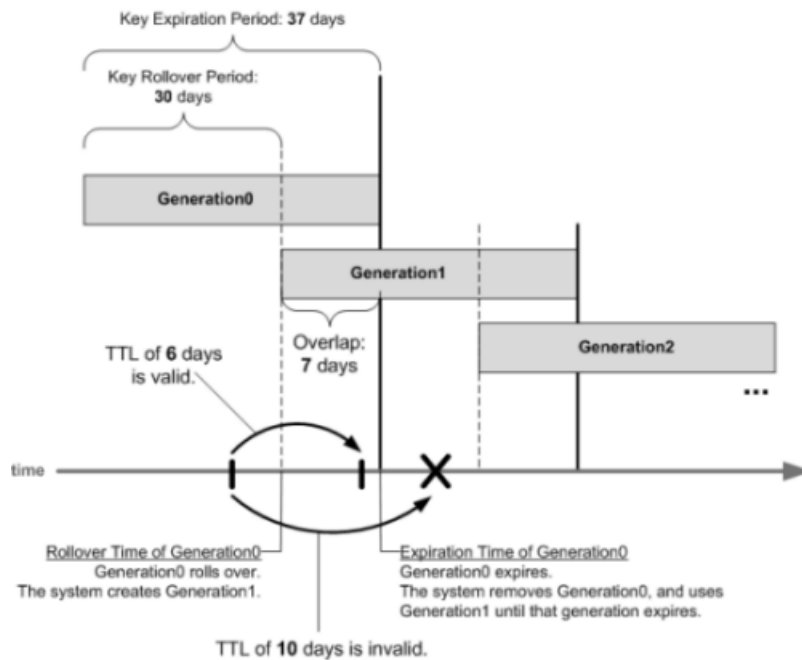 Key Expiration Period: 37 days
Key Rollover Period:
30 days
Generation0
Generation1
Overlap:
7 days
Generation2
...
TTL of 6 days
is valid.
time
Rollover Time of Generation0
Generation0 rolls over.
The system creates Generation1.
Expiration Time of Generation0
Generation0 expires.
The system removes Generation0, and uses
Generation1 until that generation expires.
TTL of 10 days is invalid.